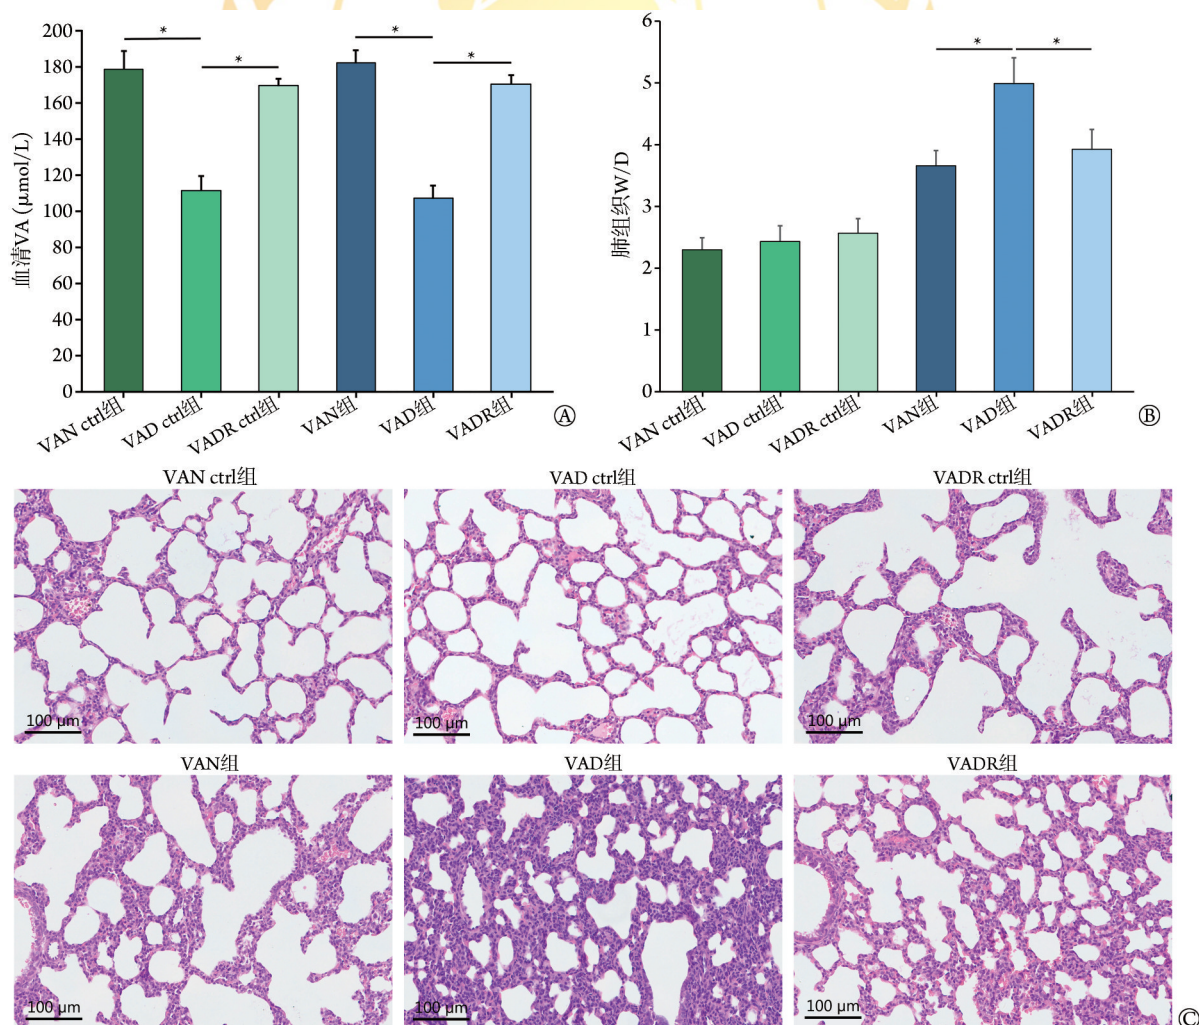 200
180
160
140
120
100
80
60
40
20
0
血清VA (μmol/L)
*
*
*
*
VAN ctrl组
VAD ctrl组
VADR ctrl组
VAN组
VAD组
VADR组
Ⓐ
6
5
4
3
2
1
0
肺组织W/D
*
*
VAN ctrl组
VAD ctrl组
VADR ctrl组
VAN组
VAD组
VADR组
Ⓑ
VAN ctrl组
VAD ctrl组
VADR ctrl组
100 μm
100 μm
100 μm
VAN组
VAD组
VADR组
100 μm
100 μm
100 μm
Ⓒ